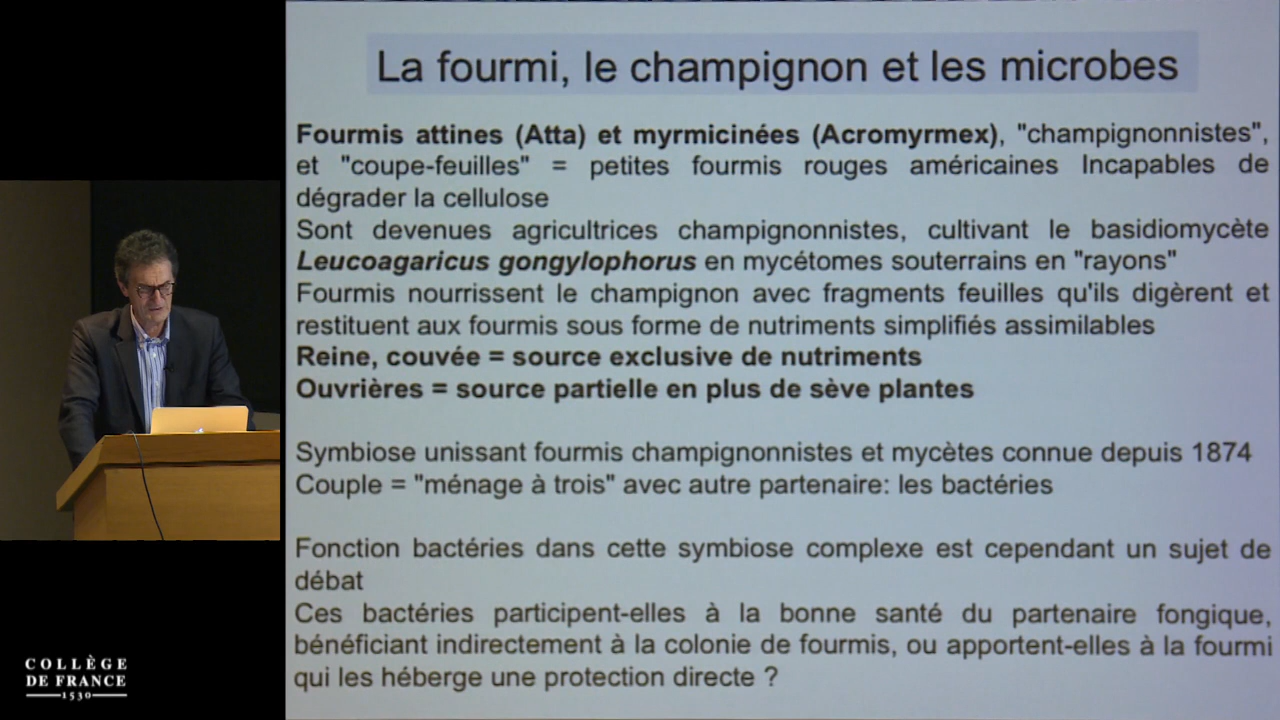 La fourmi, le champignon et les microbes
Fourmis attines (Atta) et myrmicinées (Acromyrmex), "champignonnistes",
et "coupe-feuilles" = petites fourmis rouges américaines Incapables de
dégrader la cellulose
Sont devenues agricultrices champignonnistes, cultivant le basidiomycète
Leucoagaricus gongylophorus en mycétomes souterrains en "rayons"
Fourmis nourrissent le champignon avec fragments feuilles qu'ils digèrent et
restituent aux fourmis sous forme de nutriments simplifiés assimilables
Reine, couvée = source exclusive de nutriments
Ouvrières = source partielle en plus de sève plantes
Symbiose unissant fourmis champignonnistes et mycètes connue depuis 1874
Couple = "ménage à trois" avec autre partenaire: les bactéries
Fonction bactéries dans cette symbiose complexe est cependant un sujet de
débat
Ces bactéries participent-elles à la bonne santé du partenaire fongique,
bénéficiant indirectement à la colonie de fourmis, ou apportent-elles à la fourmi
qui les héberge une protection directe ?
COLLÈGE
DE FRANCE
1530